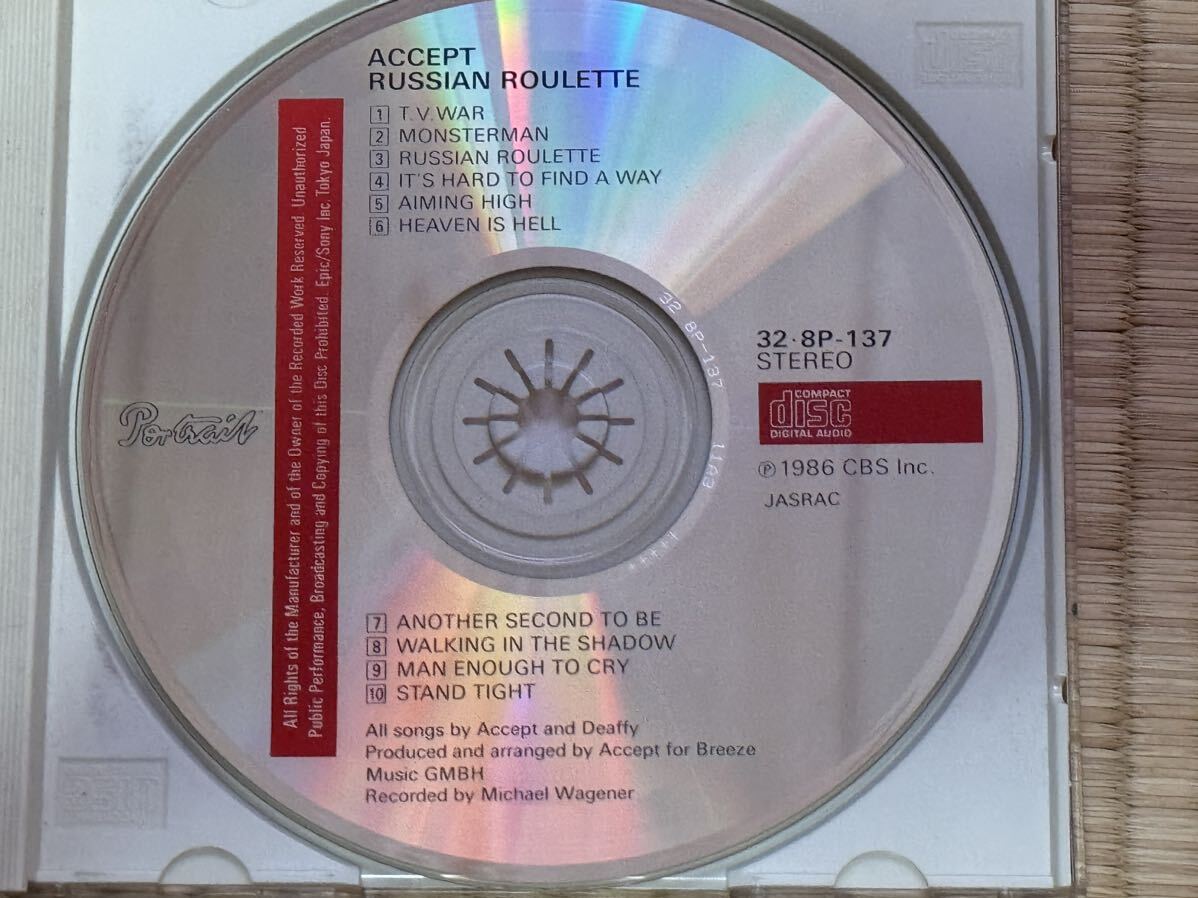 ACCEPT
RUSSIAN ROULETTE
1 T.V. WAR
2 MONSTERMAN
3 RUSSIAN ROULETTE
4 IT'S HARD TO FIND A WAY
5 AIMING HIGH
6 HEAVEN IS HELL
All Rights of the Manufacturer and of the Owner of the Recorded Work Reserved. Unauthorized
Public Performance, Broadcasting and Copying of this Disc Prohibited. Epic/Sony Inc. Tokyo Japan.
Portrait
32 8P-137
32·8P-137
STEREO
COMPACT
disc
DIGITAL AUDIO
℗ 1986 CBS Inc.
JASRAC
7 ANOTHER SECOND TO BE
8 WALKING IN THE SHADOW
9 MAN ENOUGH TO CRY
10 STAND TIGHT
All songs by Accept and Deaffy
Produced and arranged by Accept for Breeze
Music GMBH
Recorded by Michael Wagener